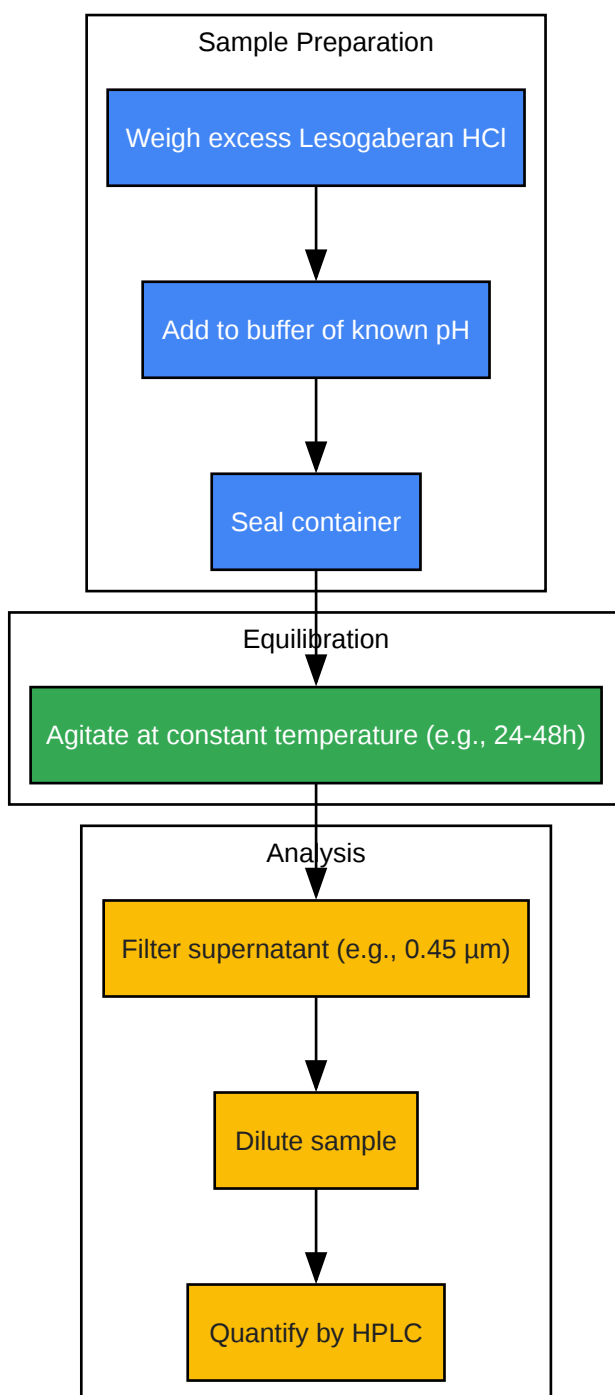 Sample Preparation
Weigh excess Lesogaberan HCl
Add to buffer of known pH
Seal container
Equilibration
Agitate at constant temperature (e.g., 24-48h)
Analysis
Filter supernatant (e.g., 0.45 µm)
Dilute sample
Quantify by HPLC